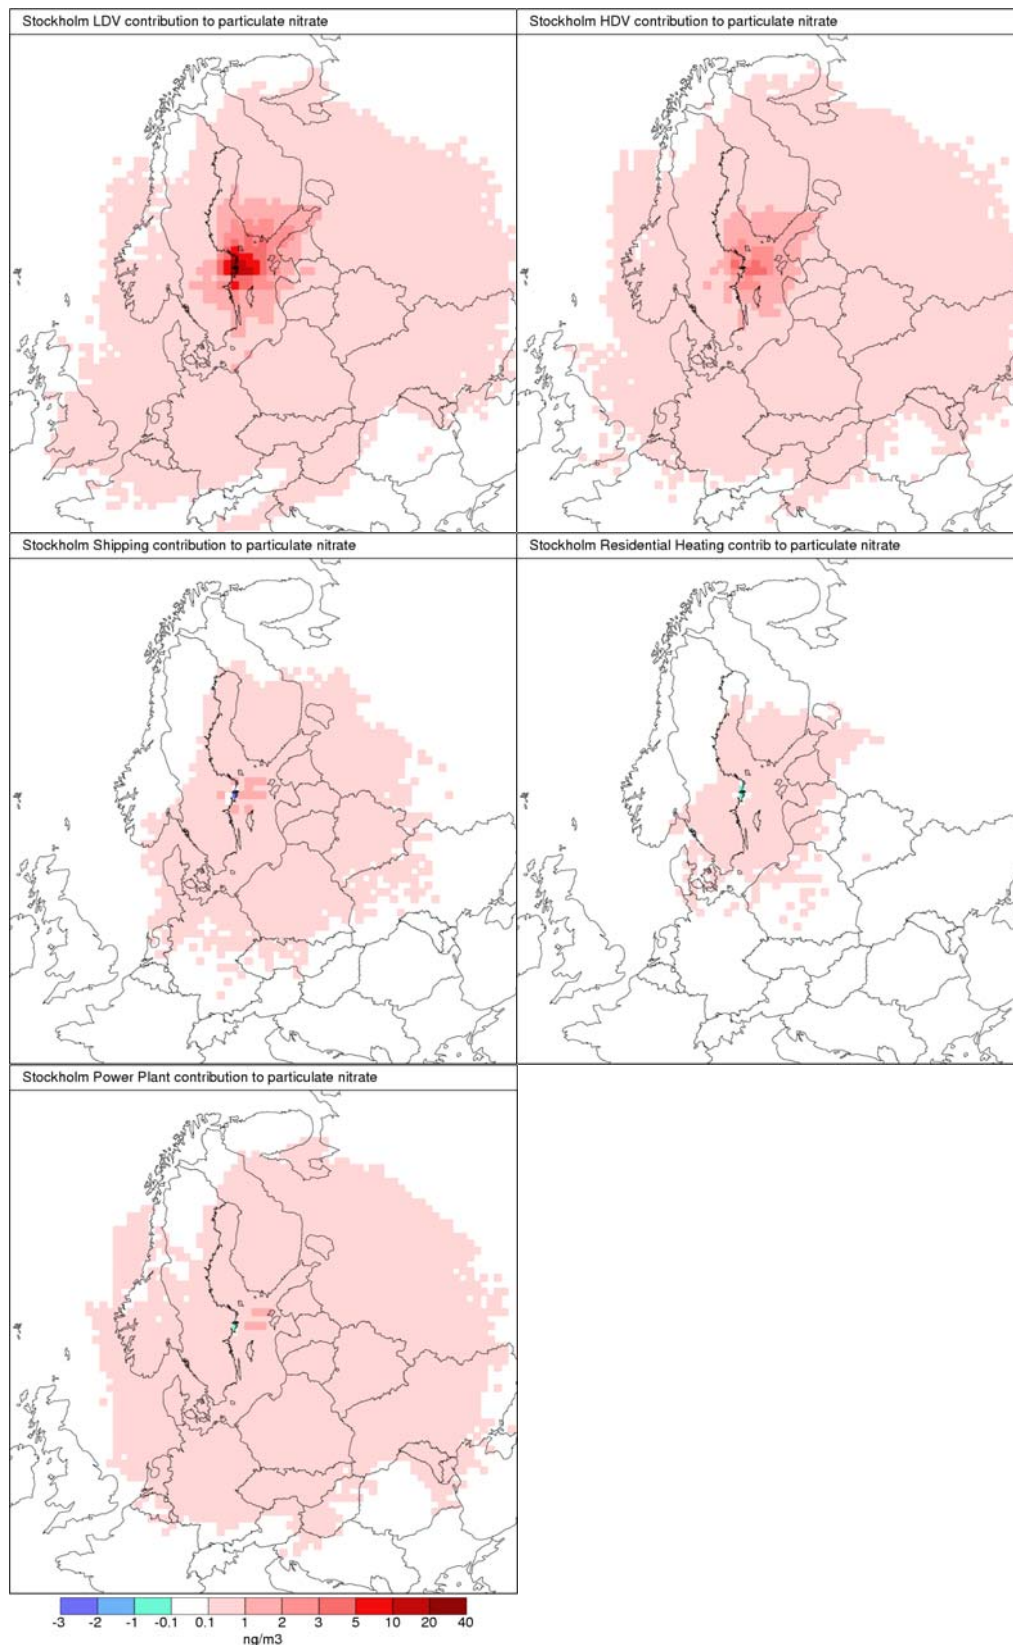 Stockholm LDV contribution to particulate nitrate
Stockholm HDV contribution to particulate nitrate
Stockholm Shipping contribution to particulate nitrate
Stockholm Residential Heating contrib to particulate nitrate
Stockholm Power Plant contribution to particulate nitrate
-3 -2 -1 -0.1 0.1 1 2 3 5 10 20 40
ng/m3